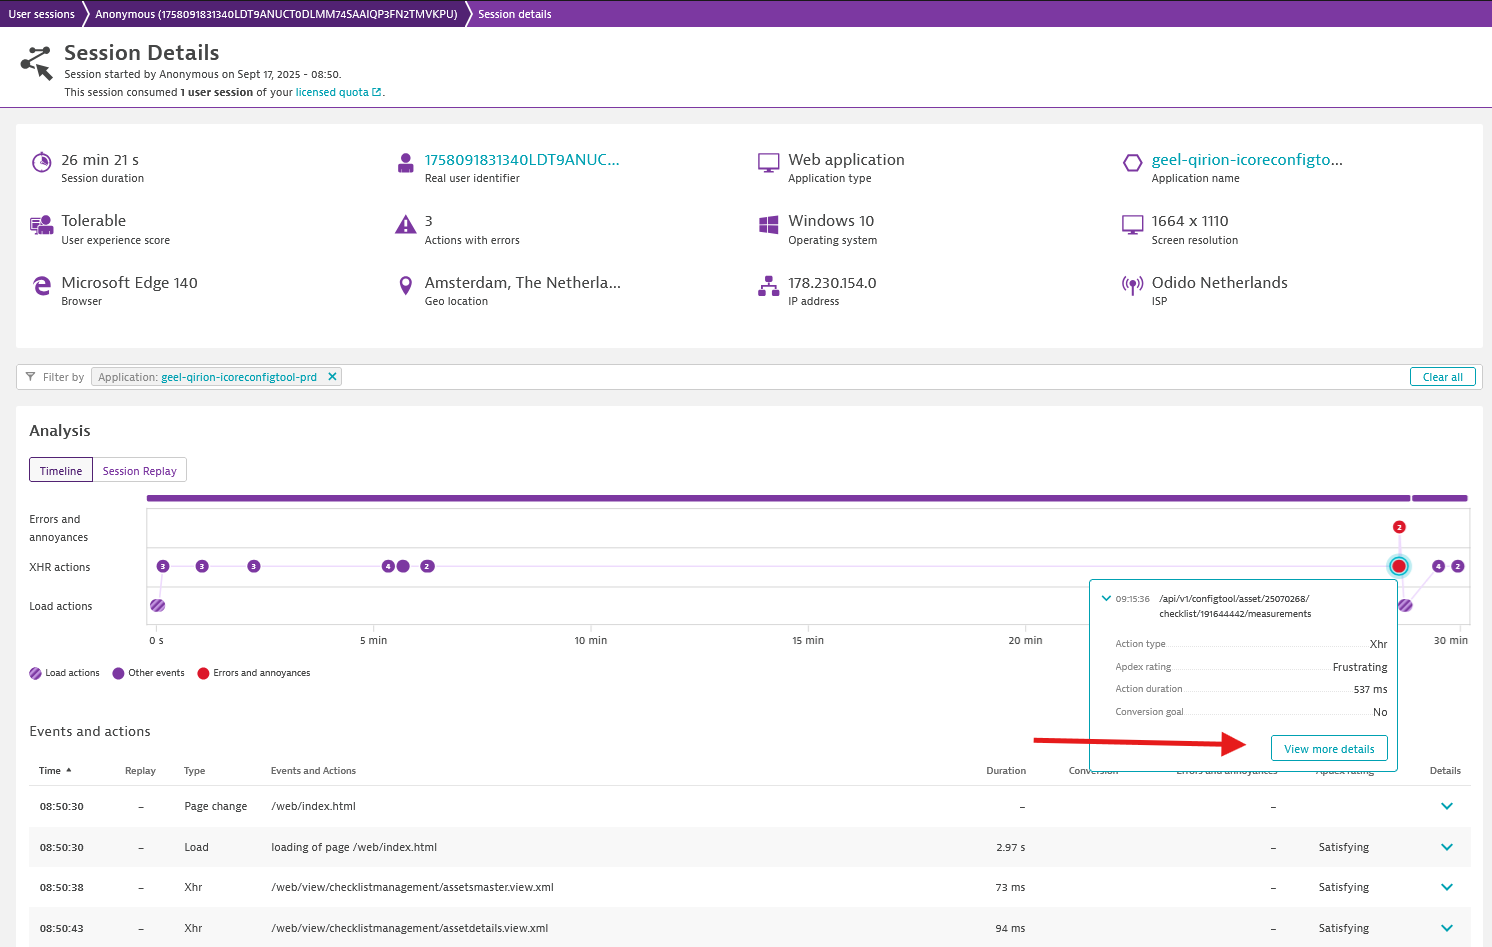 User sessions
Anonymous (1758091831340LDT9ANUCT0DLMM74SAAIQP3FN2TMVKPU)
Session details
Session Details
Session started by Anonymous on Sept 17, 2025 - 08:50.
This session consumed 1 user session of your licensed quota.
26 min 21 s
Session duration
1758091831340LDT9ANUC...
Real user identifier
Web application
Application type
geel-qirion-icoreconfigto...
Application name
Tolerable
User experience score
3
Actions with errors
Windows 10
Operating system
1664 x 1110
Screen resolution
Microsoft Edge 140
Browser
Amsterdam, The Netherla...
Geo location
178.230.154.0
IP address
Odido Netherlands
ISP
Filter by
Application: geel-qirion-icoreconfigtool-prd
Clear all
Analysis
Timeline
Session Replay
Errors and
annoyances
2
XHR actions
3 3 3 4 2 4 2
Load actions
0 s 5 min 10 min 15 min 20 min 30 min
Load actions Other events Errors and annoyances
09:15:36 /api/v1/configtool/asset/25070268/
checklist/191644442/measurements
Action type Xhr
Apdex rating Frustrating
Action duration 537 ms
Conversion goal No
View more details
Events and actions
Time Replay Type Events and Actions Duration Conversion Errors and annoyances Apdex rating Details
08:50:30 – Page change /web/index.html – –
08:50:30 – Load loading of page /web/index.html 2.97 s – Satisfying
08:50:38 – Xhr /web/view/checklistmanagement/assetsmaster.view.xml 73 ms – Satisfying
08:50:43 – Xhr /web/view/checklistmanagement/assetdetails.view.xml 94 ms – Satisfying